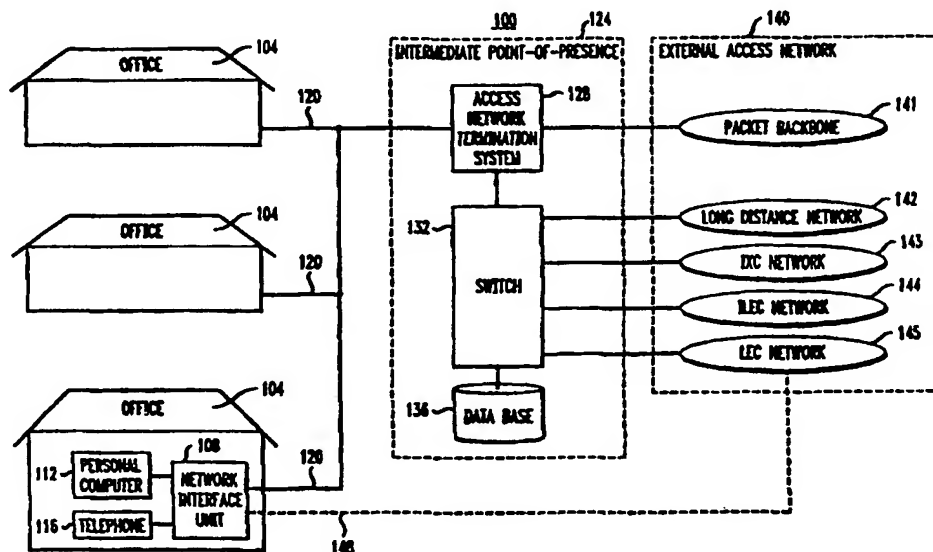 100
124
140
INTERMEDIATE POINT-OF-PRESENCE
EXTERNAL ACCESS NETWORK
104
OFFICE
120
128
ACCESS
NETWORK
TERMINATION
SYSTEM
141
PACKET BACKBONE
104
OFFICE
120
132
SWITCH
142
LONG DISTANCE NETWORK
143
IXC NETWORK
144
ILEC NETWORK
145
LEC NETWORK
136
DATA BASE
104
OFFICE
108
112
PERSONAL
COMPUTER
NETWORK
INTERFACE
UNIT
120
116
TELEPHONE
148